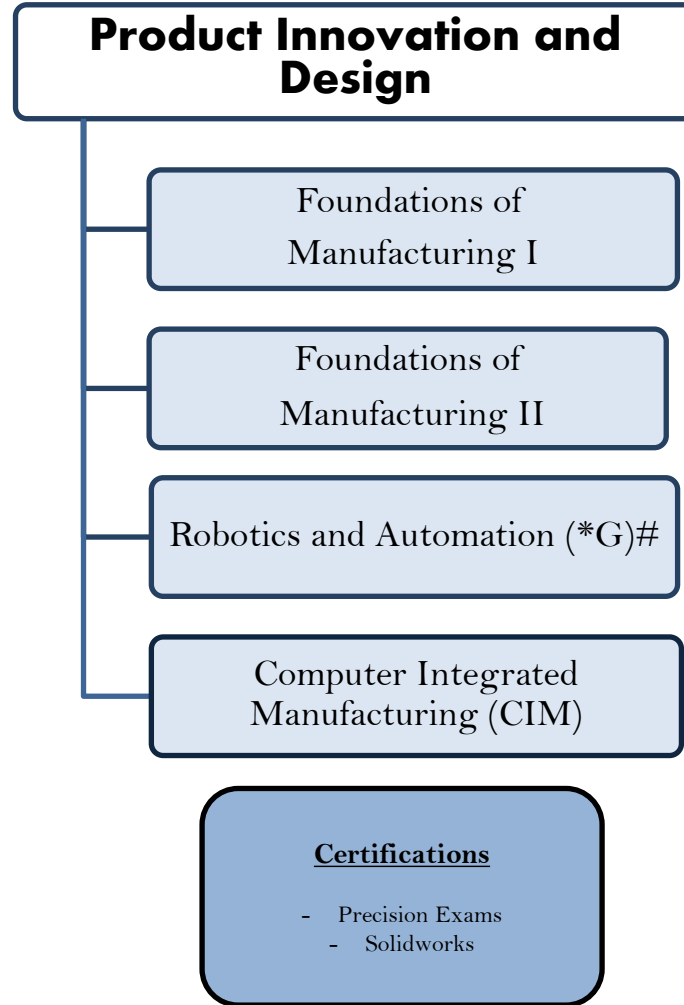 Product Innovation and
Design
Foundations of
Manufacturing I
Foundations of
Manufacturing II
Robotics and Automation (*G)#
Computer Integrated
Manufacturing (CIM)
Certifications
- Precision Exams
- Solidworks